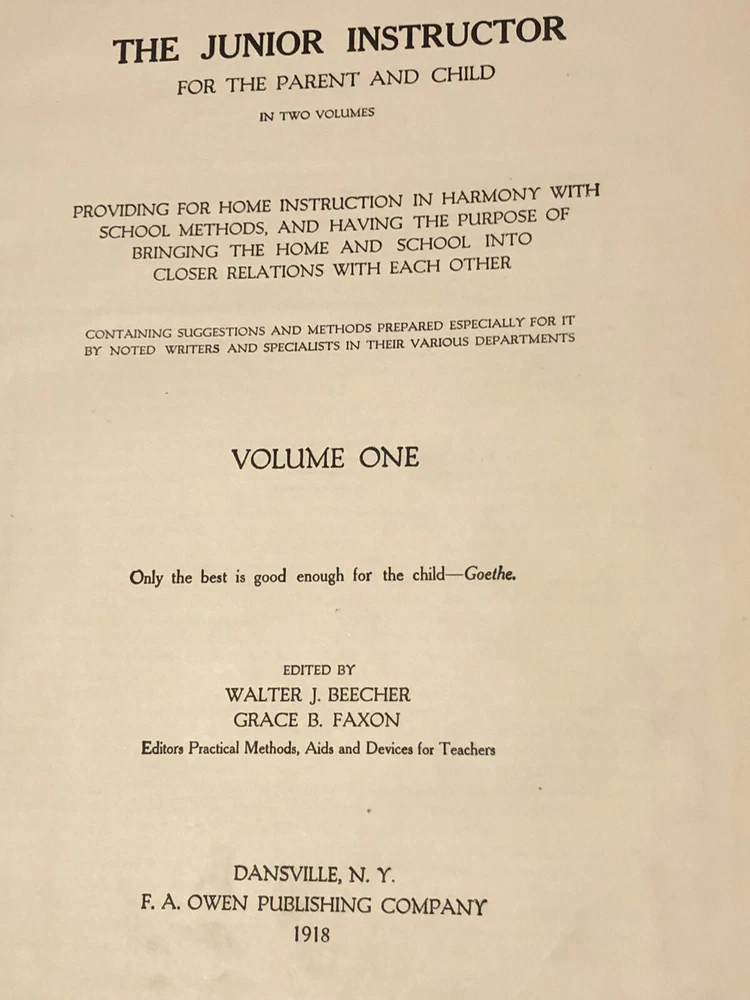 THE JUNIOR INSTRUCTOR
FOR THE PARENT AND CHILD
IN TWO VOLUMES
PROVIDING FOR HOME INSTRUCTION IN HARMONY WITH
SCHOOL METHODS, AND HAVING THE PURPOSE OF
BRINGING THE HOME AND SCHOOL INTO
CLOSER RELATIONS WITH EACH OTHER
CONTAINING SUGGESTIONS AND METHODS PREPARED ESPECIALLY FOR IT
BY NOTED WRITERS AND SPECIALISTS IN THEIR VARIOUS DEPARTMENTS
VOLUME ONE
Only the best is good enough for the child—Goethe.
EDITED BY
WALTER J. BEECHER
GRACE B. FAXON
Editors Practical Methods, Aids and Devices for Teachers
DANSVILLE, N. Y.
F. A. OWEN PUBLISHING COMPANY
1918